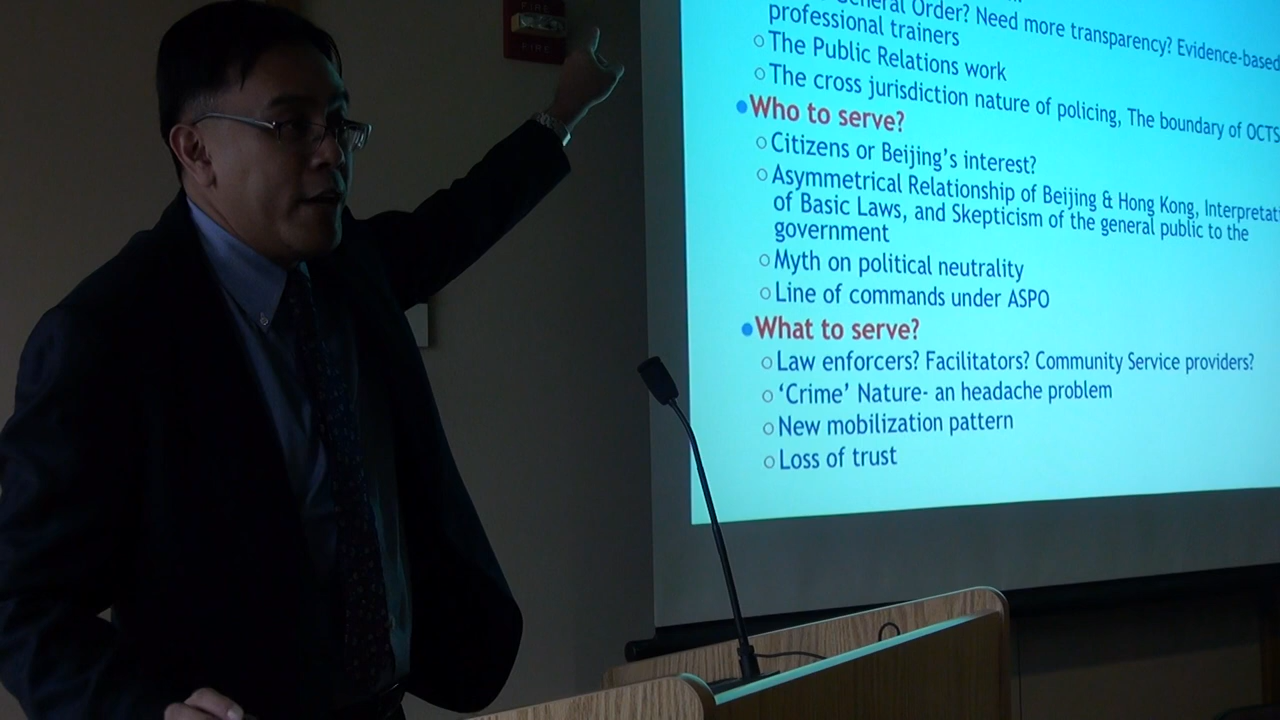 FIRE
FIRE
General Order? Need more transparency? Evidence-based
professional trainers
The Public Relations work
The cross jurisdiction nature of policing, The boundary of OCTS
Who to serve?
Citizens or Beijing's interest?
Asymmetrical Relationship of Beijing & Hong Kong, Interpretati
of Basic Laws, and Skepticism of the general public to the
government
Myth on political neutrality
Line of commands under ASPO
What to serve?
Law enforcers? Facilitators? Community Service providers?
'Crime' Nature- an headache problem
New mobilization pattern
Loss of trust